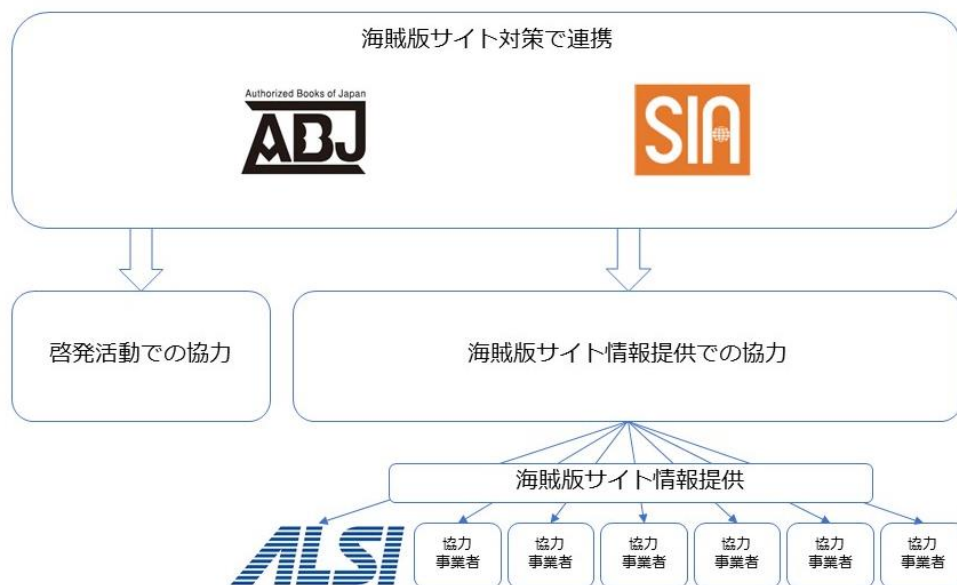 海賊版サイト対策で連携
Authorized Books of Japan
ABJ
SIA
啓発活動での協力
海賊版サイト情報提供での協力
海賊版サイト情報提供
ALSI
協力
事業者
協力
事業者
協力
事業者
協力
事業者
協力
事業者
協力
事業者